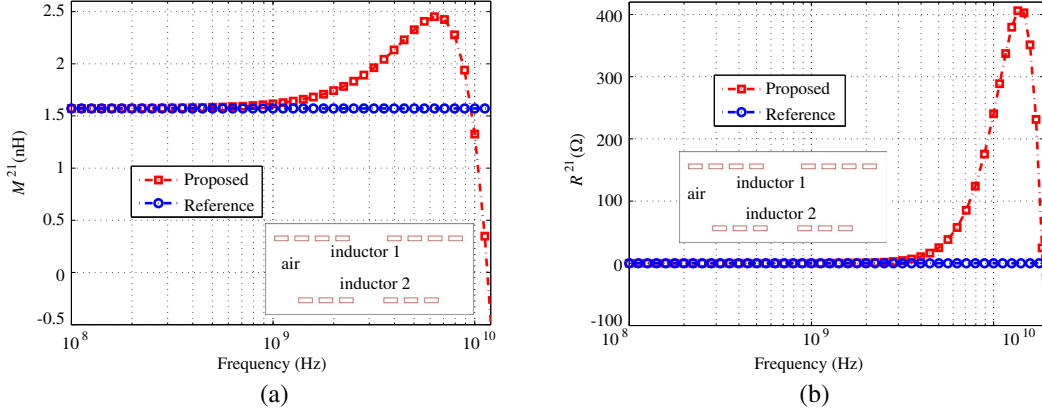 2.5
2
1.5
1
0.5
0
-0.5
M 21(nH)
Proposed
Reference
inductor 1
air
inductor 2
10 8
10 9
10 10
Frequency (Hz)
(a)
400
300
200
100
0
-100
R 21(Ω)
Proposed
Reference
inductor 1
air
inductor 2
10 8
10 9
10 10
Frequency (Hz)
(b)